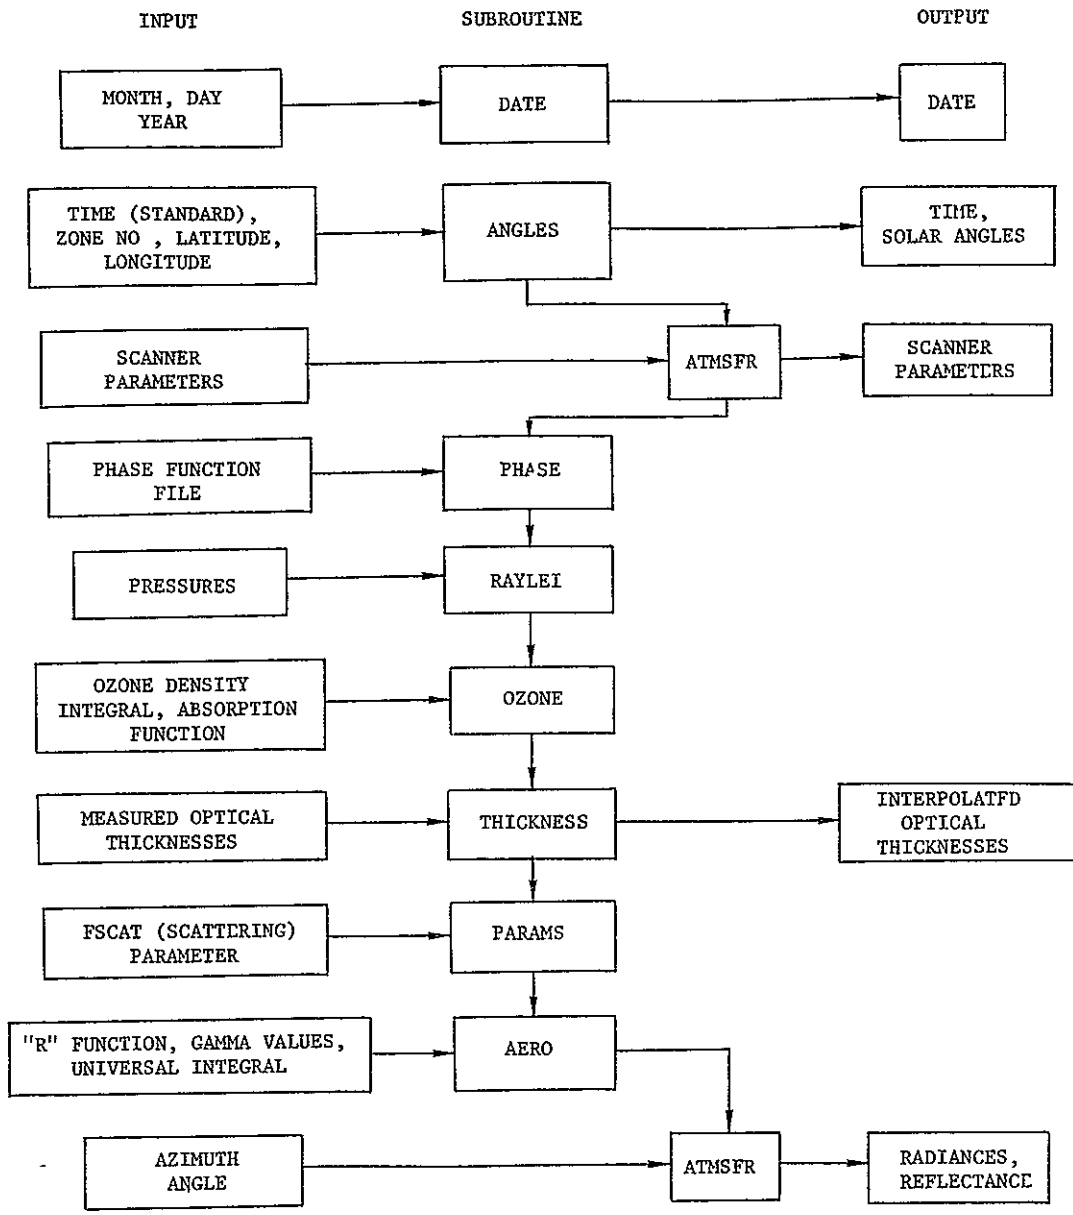 INPUT
SUBROUTINE
OUTPUT
MONTH, DAY
YEAR
DATE
DATE
TIME (STANDARD),
ZONE NO , LATITUDE,
LONGITUDE
ANGLES
TIME,
SOLAR ANGLES
SCANNER
PARAMETERS
ATMSFR
SCANNER
PARAMETERS
PHASE FUNCTION
FILE
PHASE
PRESSURES
RAYLEI
OZONE DENSITY
INTEGRAL, ABSORPTION
FUNCTION
OZONE
MEASURED OPTICAL
THICKNESSES
THICKNESS
INTERPOLATFD
OPTICAL
THICKNESSES
FSCAT (SCATTERING)
PARAMETER
PARAMS
"R" FUNCTION, GAMMA VALUES,
UNIVERSAL INTEGRAL
AERO
AZIMUTH
ANGLE
ATMSFR
RADIANCES,
REFLECTANCE